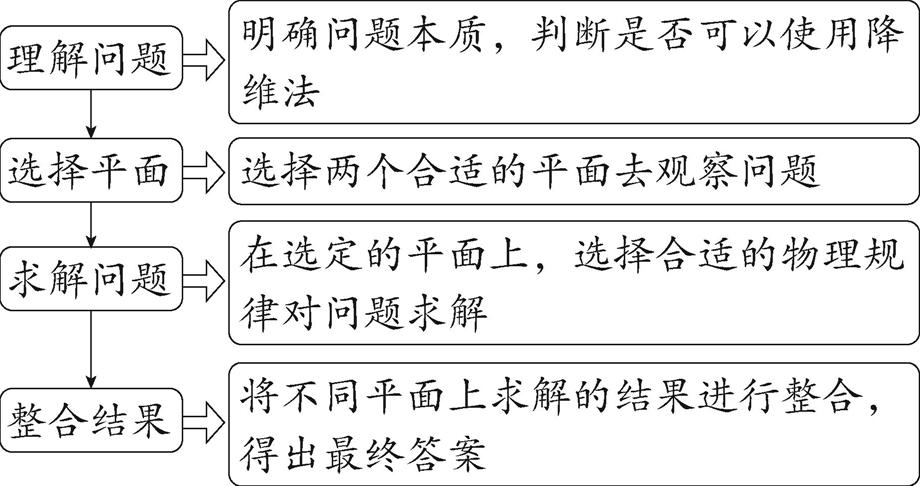 理解问题
明确问题本质，判断是否可以使用降
维法
选择平面
选择两个合适的平面去观察问题
求解问题
在选定的平面上，选择合适的物理规
律对问题求解
整合结果
将不同平面上求解的结果进行整合，
得出最终答案